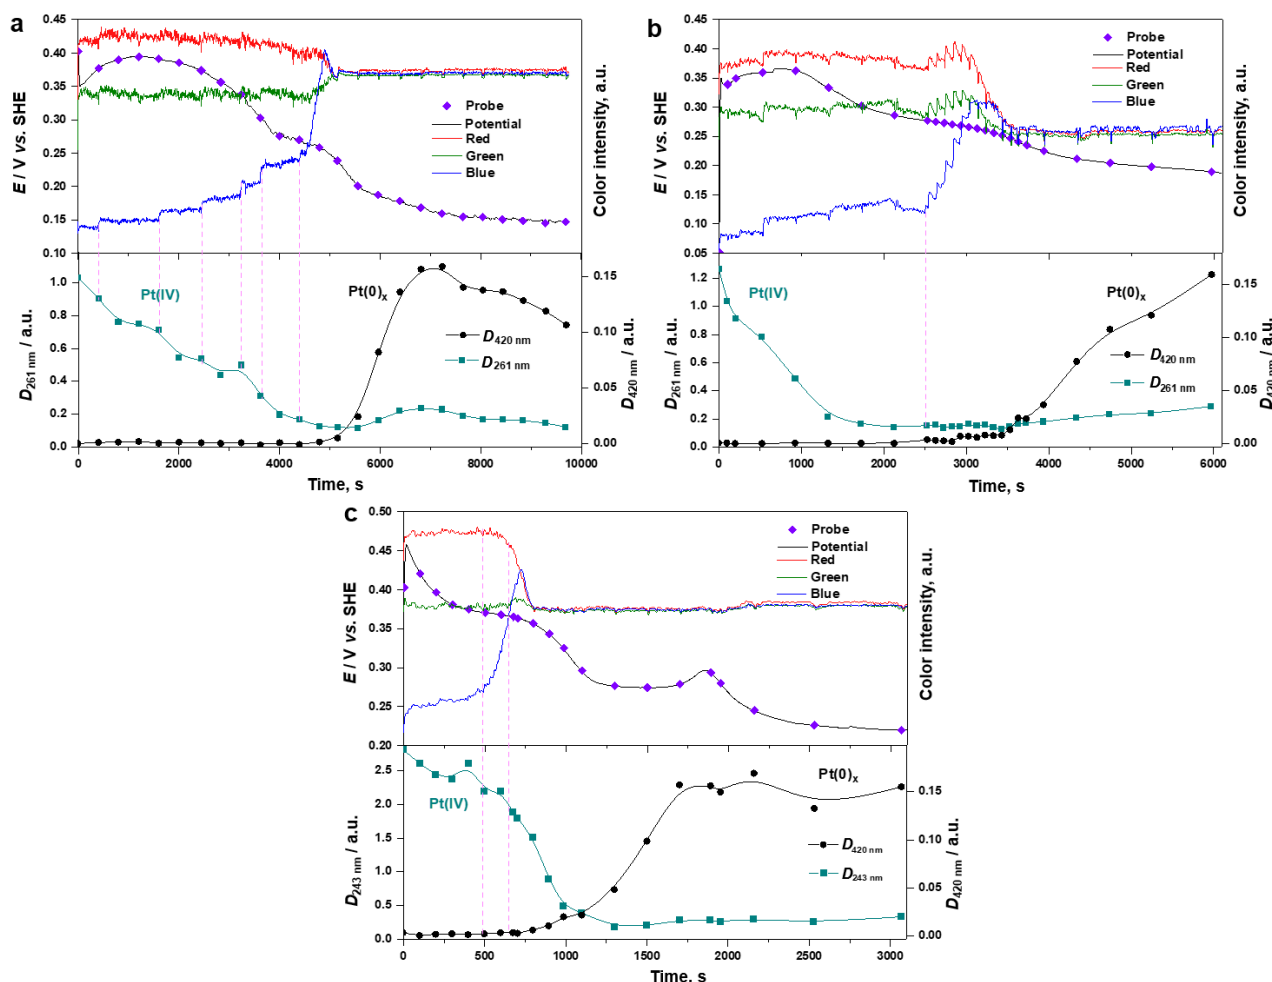 a
0.45
0.40
0.35
0.30
0.25
0.20
0.15
0.10
E / V vs. SHE
Color intensity, a.u.
Probe
Potential
Red
Green
Blue
1.0
0.8
0.6
0.4
0.2
0.0
D261 nm / a.u.
Pt(IV)
Pt(0)x
D420 nm
D261 nm
0.15
0.10
0.05
0.00
D420 nm / a.u.
0 2000 4000 6000 8000 10000
Time, s
b
0.45
0.40
0.35
0.30
0.25
0.20
0.15
0.10
0.05
E / V vs. SHE
Color intensity, a.u.
Probe
Potential
Red
Green
Blue
1.2
1.0
0.8
0.6
0.4
0.2
0.0
D261 nm / a.u.
Pt(IV)
Pt(0)x
D420 nm
D261 nm
0.15
0.10
0.05
0.00
D420 nm / a.u.
0 1000 2000 3000 4000 5000 6000
Time, s
c
0.50
0.45
0.40
0.35
0.30
0.25
0.20
E / V vs. SHE
Color intensity, a.u.
Probe
Potential
Red
Green
Blue
2.5
2.0
1.5
1.0
0.5
0.0
D243 nm / a.u.
Pt(IV)
Pt(0)x
D420 nm
D243 nm
0.15
0.10
0.05
0.00
D420 nm / a.u.
0 500 1000 1500 2000 2500 3000
Time, s